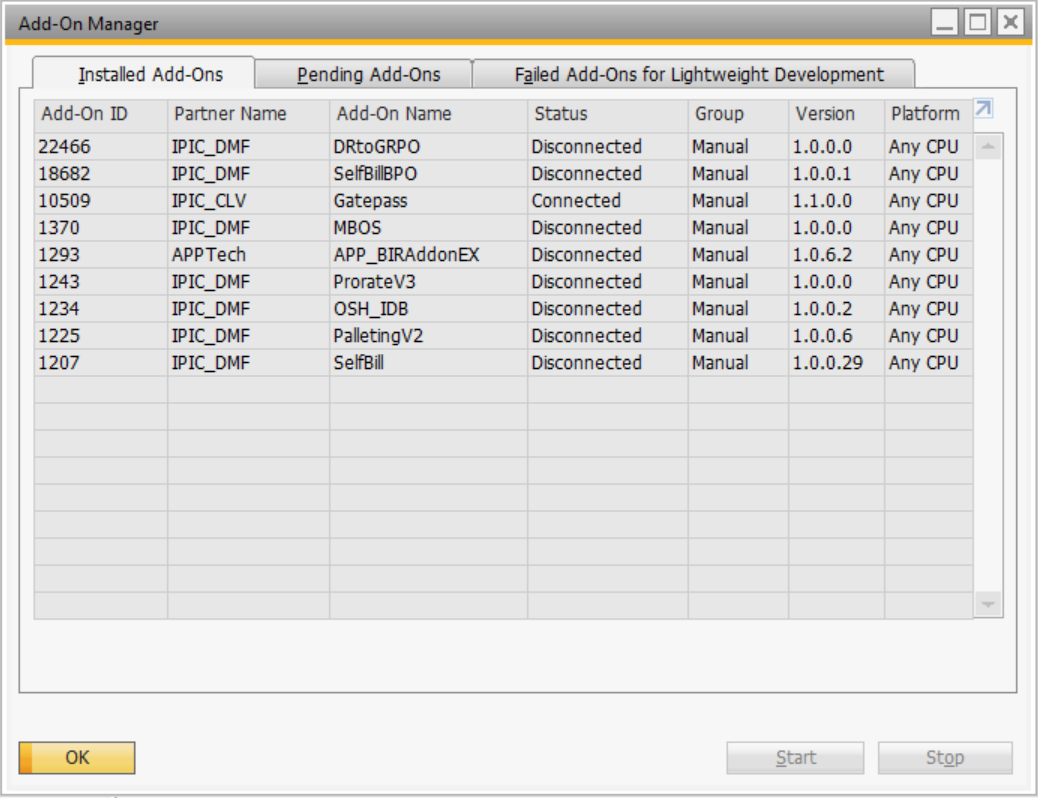 Add-On Manager
Installed Add-Ons Pending Add-Ons Failed Add-Ons for Lightweight Development
Add-On ID Partner Name Add-On Name Status Group Version Platform
22466 IPIC_DMF DRtoGRPO Disconnected Manual 1.0.0.0 Any CPU
18682 IPIC_DMF SelfBillBPO Disconnected Manual 1.0.0.1 Any CPU
10509 IPIC_CLV Gatepass Connected Manual 1.1.0.0 Any CPU
1370 IPIC_DMF MBOS Disconnected Manual 1.0.0.0 Any CPU
1293 APPTech APP_BIRAddonEX Disconnected Manual 1.0.6.2 Any CPU
1243 IPIC_DMF ProrateV3 Disconnected Manual 1.0.0.0 Any CPU
1234 IPIC_DMF OSH_IDB Disconnected Manual 1.0.0.2 Any CPU
1225 IPIC_DMF PalletingV2 Disconnected Manual 1.0.0.6 Any CPU
1207 IPIC_DMF SelfBill Disconnected Manual 1.0.0.29 Any CPU
OK Start Stop